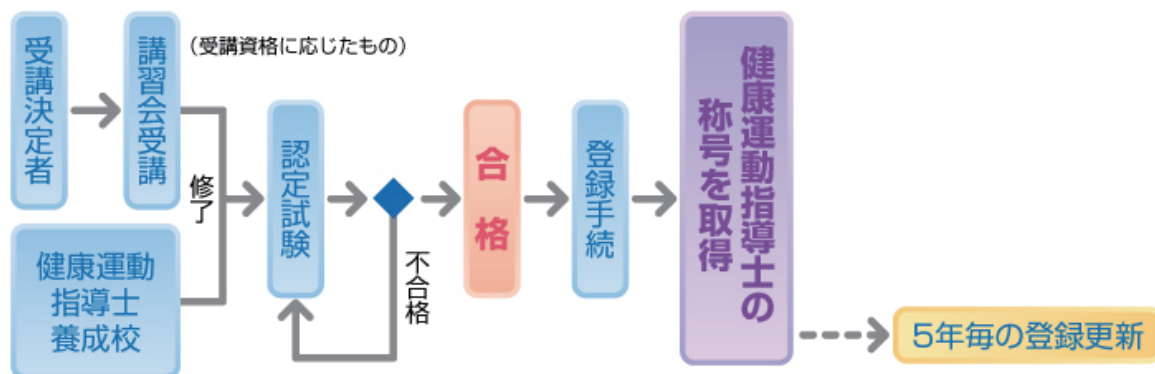 受講決定者
講習会受講
（受講資格に応じたもの）
修了
健康運動
指導士
養成校
認定試験
不合格
合格
登録手続
健康運動指導士の
称号を取得
5年毎の登録更新